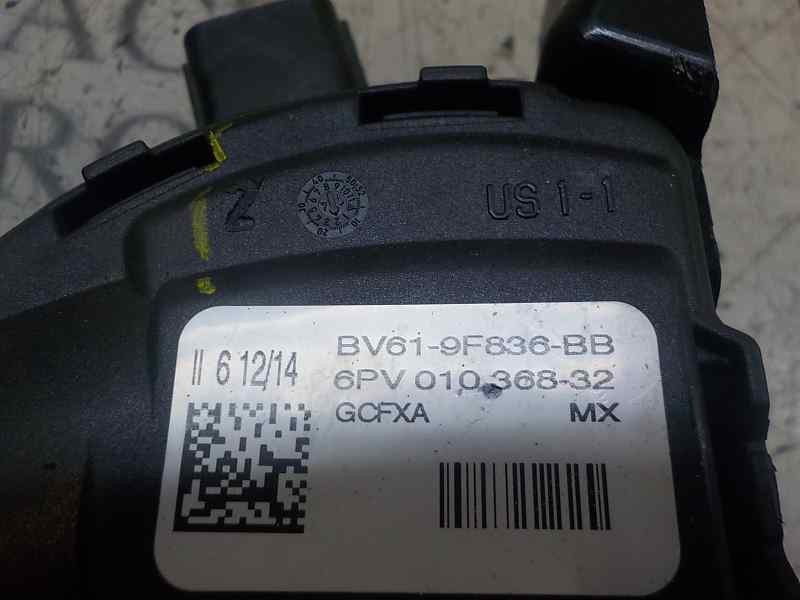 Z
US 1-1
BV61-9F836-BB
II 6 12/14
6PV 010 368-32
GCFXA MX